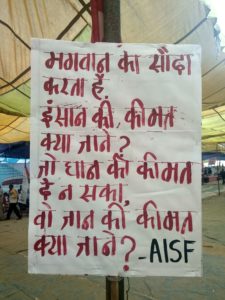 भगवान का सौदा
करता हैं,
इंसान की, कीमत
क्या जाने?
जो धान की कीमत
दे न सका,
वो जान की कीमत
क्या जाने? -AISF